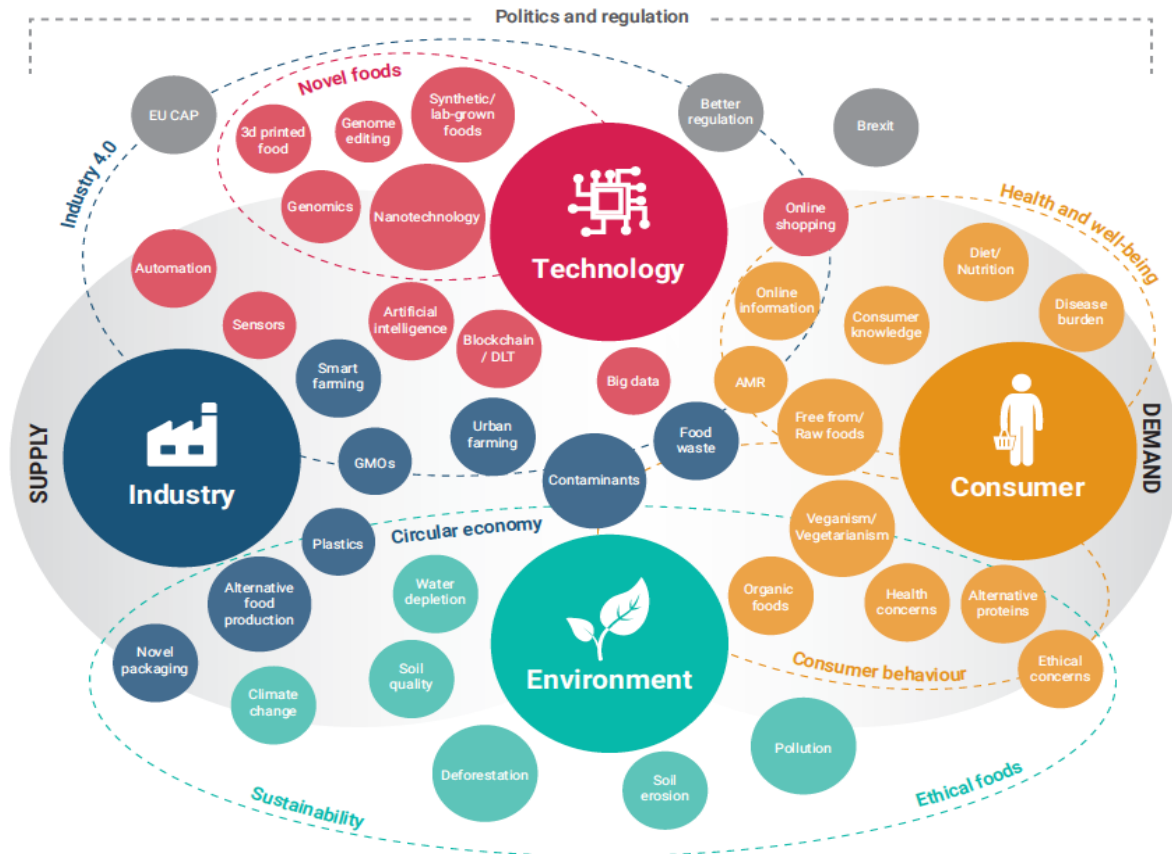 Politics and regulation
Novel foods
EU CAP
Synthetic/
lab-grown
foods
Better
regulation
Brexit
3d printed
food
Genome
editing
Industry 4.0
Genomics
Nanotechnology
Online
shopping
Health and well-being
Technology
Automation
Diet/
Nutrition
Online
information
Disease
burden
Sensors
Artificial
intelligence
Consumer
knowledge
Blockchain
/ DLT
Smart
farming
Big data
AMR
Free from/
Raw foods
Urban
farming
Food
waste
SUPPLY
DEMAND
GMOs
Industry
Contaminants
Consumer
Circular economy
Veganism/
Vegetarianism
Plastics
Water
depletion
Alternative
food
production
Organic
foods
Health
concerns
Alternative
proteins
Novel
packaging
Soil
quality
Environment
Consumer behaviour
Ethical
concerns
Climate
change
Pollution
Deforestation
Soil
erosion
Sustainability
Ethical foods